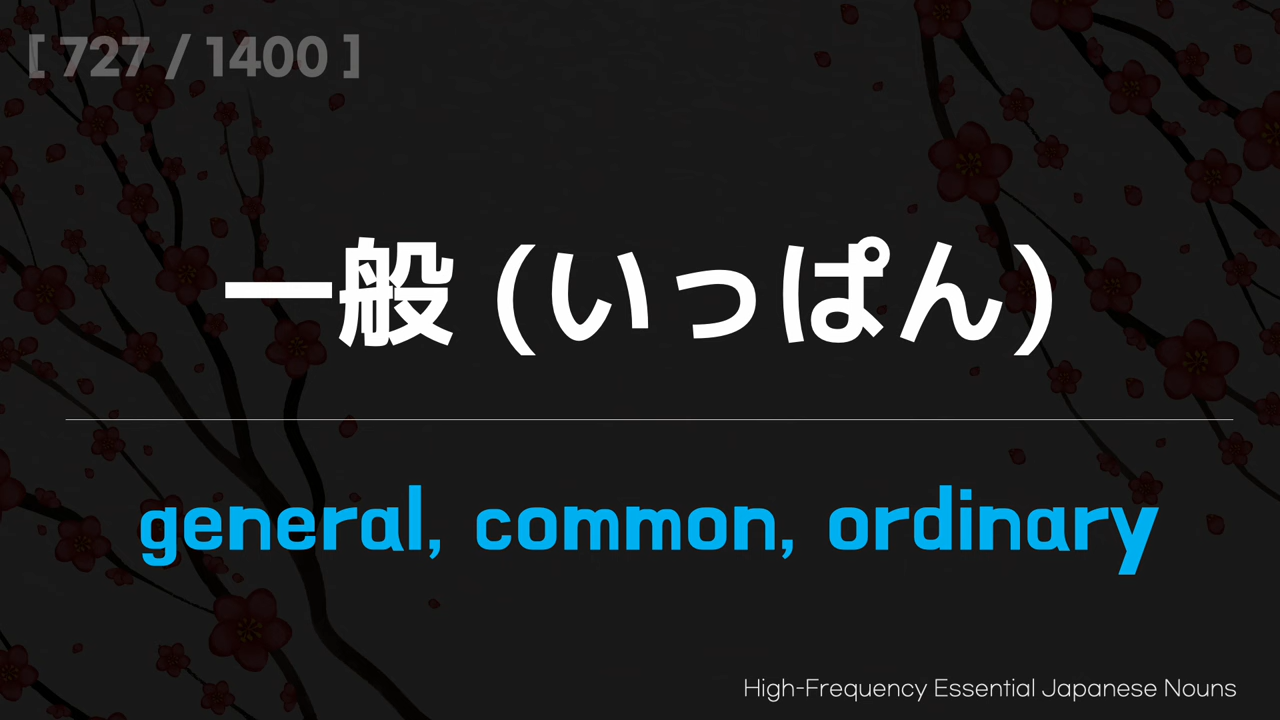 [ 727 / 1400 ]
一般 (いっぱん)
general, common, ordinary
High-Frequency Essential Japanese Nouns